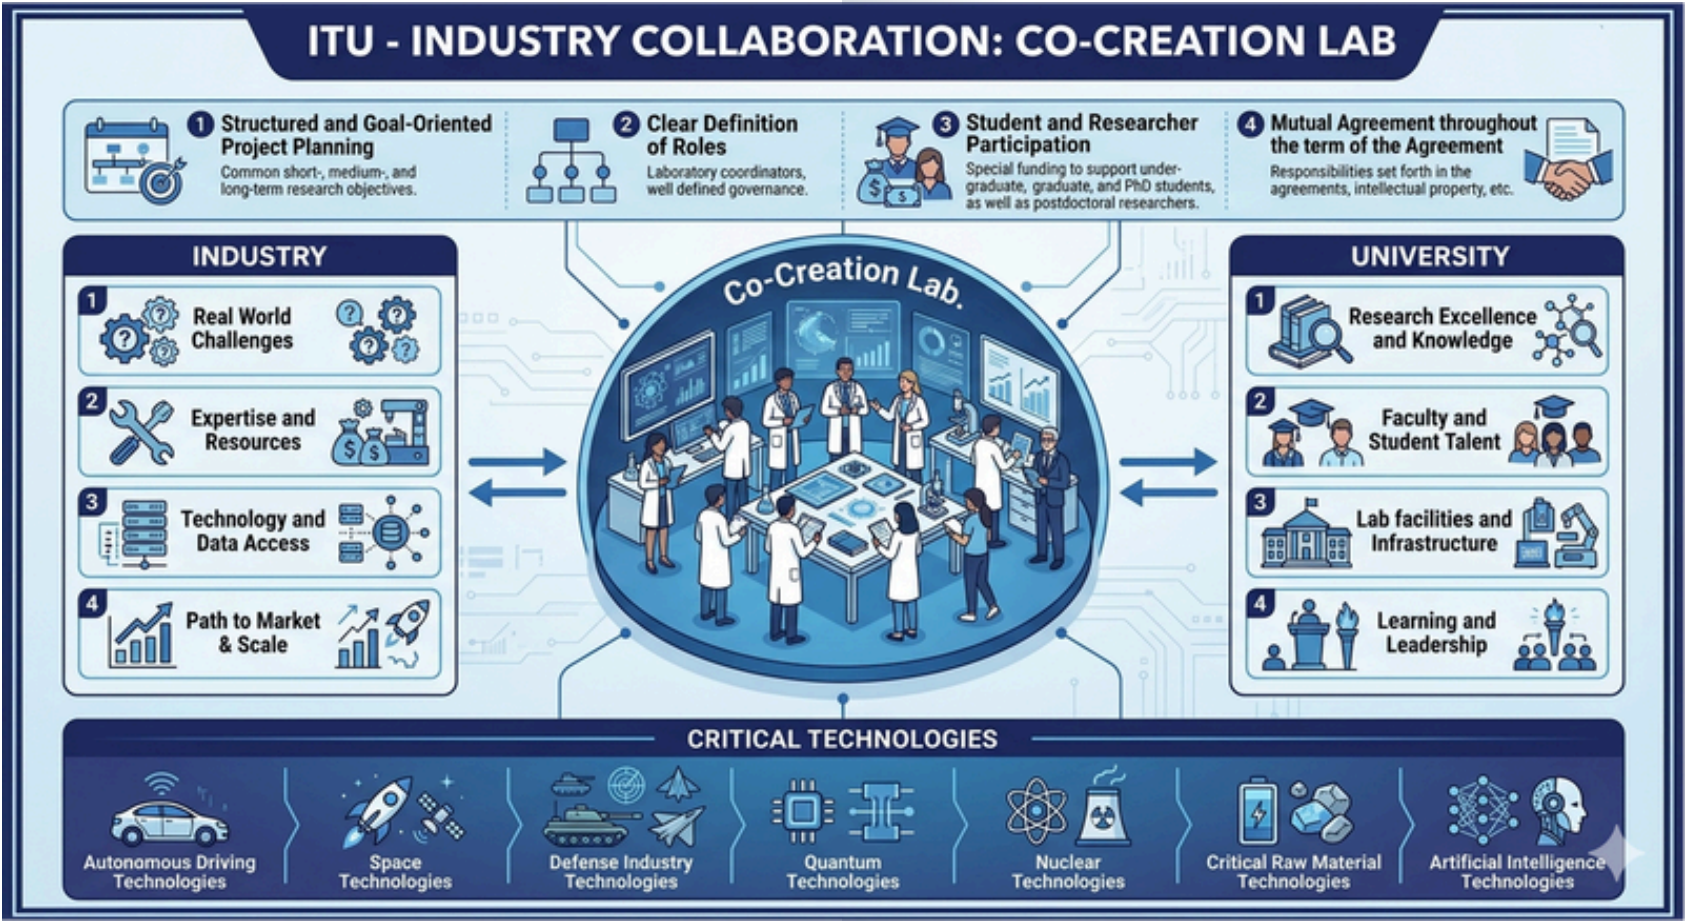 ITU - INDUSTRY COLLABORATION: CO-CREATION LAB
1 Structured and Goal-Oriented
Project Planning
Common short-, medium-, and
long-term research objectives.
2 Clear Definition
of Roles
Laboratory coordinators,
well defined governance.
3 Student and Researcher
Participation
Special funding to support under-
graduate, graduate, and PhD students,
as well as postdoctoral researchers.
4 Mutual Agreement throughout
the term of the Agreement
Responsibilities set forth in the
agreements, intellectual property, etc.
INDUSTRY
1
Real World
Challenges
2
Expertise and
Resources
3
Technology and
Data Access
4
Path to Market
& Scale
Co-Creation Lab.
UNIVERSITY
1
Research Excellence
and Knowledge
2
Faculty and
Student Talent
3
Lab facilities and
Infrastructure
4
Learning and
Leadership
CRITICAL TECHNOLOGIES
Autonomous Driving
Technologies
Space
Technologies
Defense Industry
Technologies
Quantum
Technologies
Nuclear
Technologies
Critical Raw Material
Technologies
Artificial Intelligence
Technologies